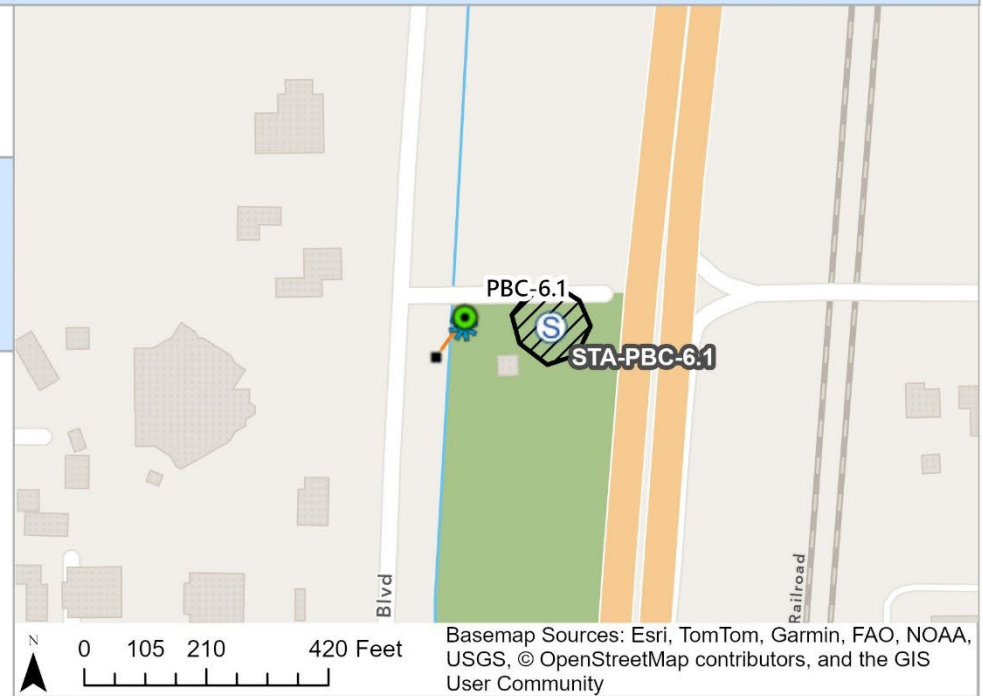 PBC-6.1
S
STA-PBC-6.1
Blvd
Railroad
N
0 105 210 420 Feet
Basemap Sources: Esri, TomTom, Garmin, FAO, NOAA,
USGS, © OpenStreetMap contributors, and the GIS
User Community